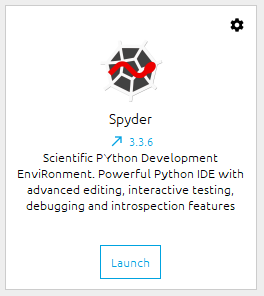 Spyder
3.3.6
Scientific PYthon Development
EnviRonment. Powerful Python IDE with
advanced editing, interactive testing,
debugging and introspection features
Launch